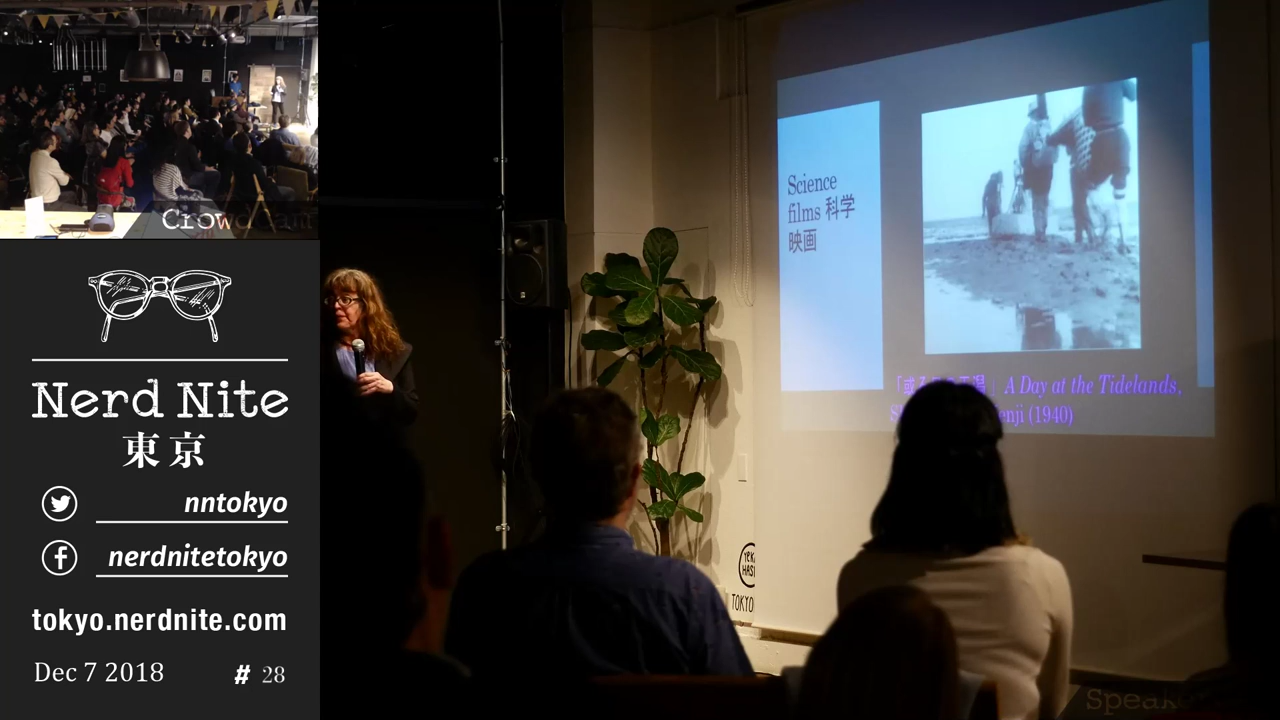 Crowd
Nerd Nite
東京
nntokyo
nerdnitetokyo
tokyo.nerdnite.com
Dec 7 2018
# 28
Science
films 科学
映画
A Day at the Tidelands,
(1940)
TOKYO
Speake